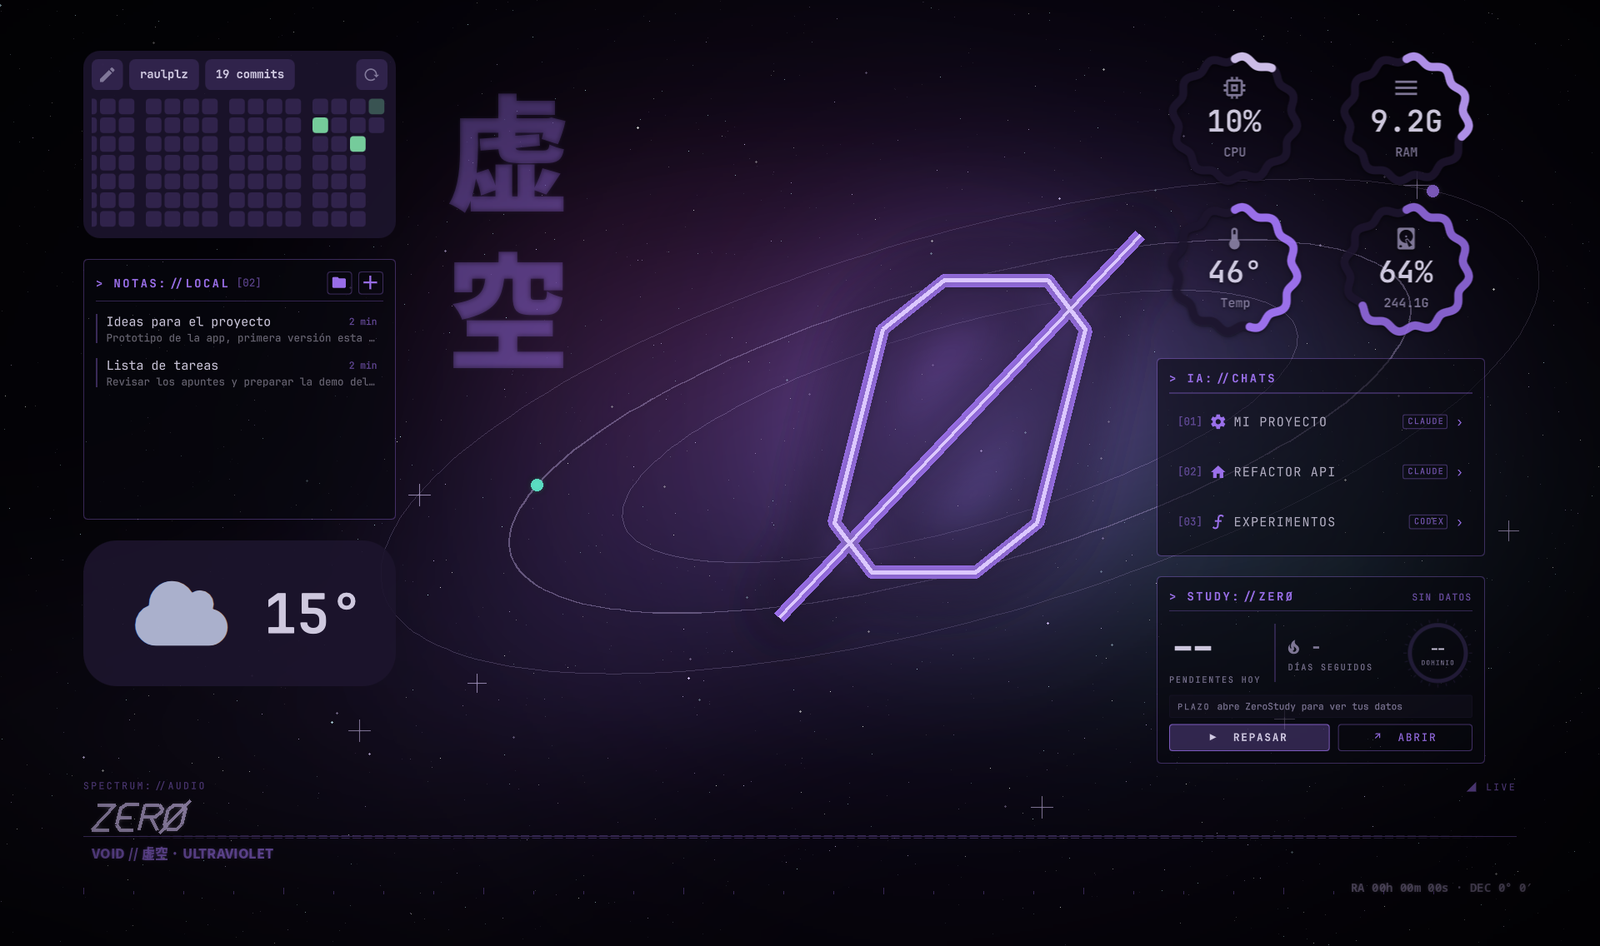 raulplz
19 commits
虚空
> NOTAS://LOCAL [02]
Ideas para el proyecto 2 min
Prototipo de la app, primera versión esta …
Lista de tareas 2 min
Revisar los apuntes y preparar la demo del…
15°
10%
CPU
9.2G
RAM
46°
Temp
64%
244.1G
> IA://CHATS
[01] MI PROYECTO CLAUDE ›
[02] REFACTOR API CLAUDE ›
[03] EXPERIMENTOS CODEX ›
> STUDY://ZERØ SIN DATOS
––
PENDIENTES HOY
-
DÍAS SEGUIDOS
––
DOMINIO
PLAZO abre ZeroStudy para ver tus datos
REPASAR
ABRIR
SPECTRUM://AUDIO
LIVE
ZERØ
VOID // 虚空 · ULTRAVIOLET
RA 00h 00m 00s · DEC 0° 0′